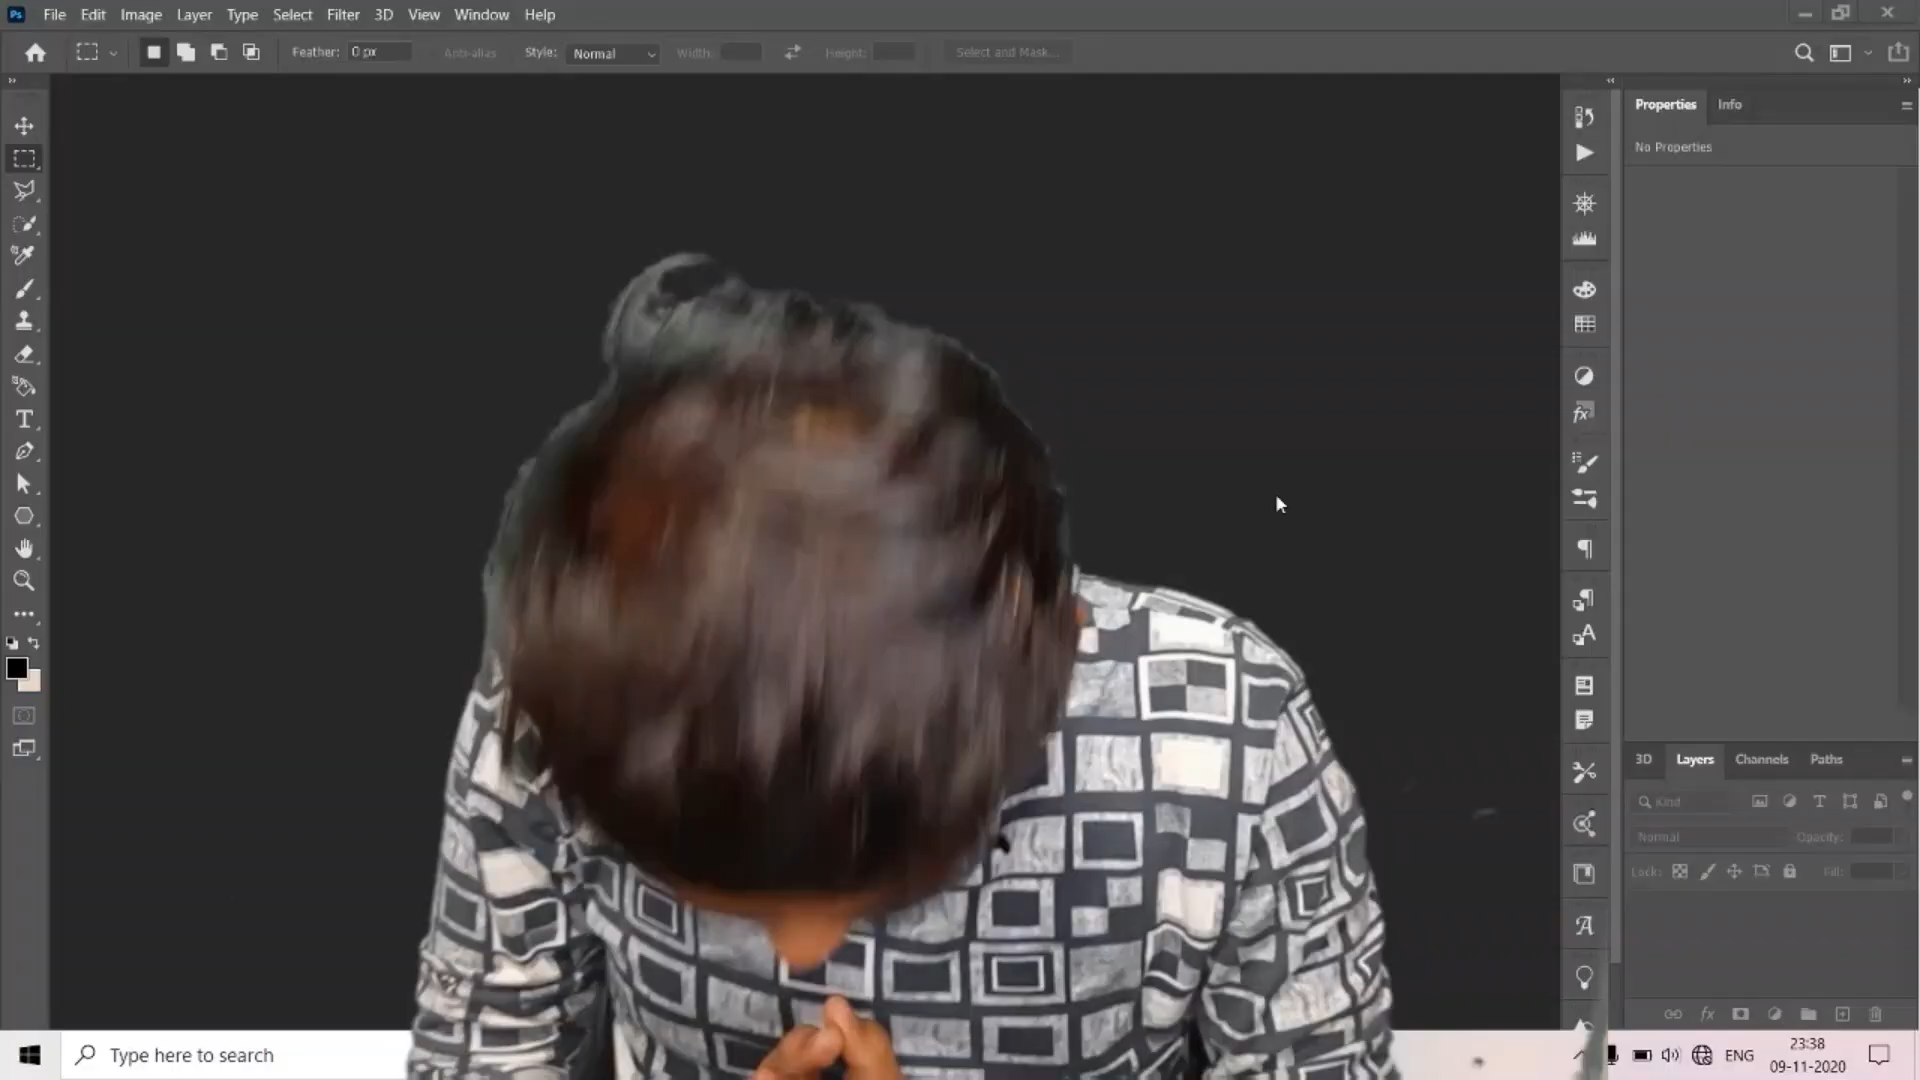 Ps File Edit Image Layer Type Select Filter 3D View Window Help
Feather: 0 px Anti-alias Style: Normal Width: Height: Select and Mask...
Properties Info
No Properties
3D Layers Channels Paths
Kind
Normal Opacity:
Lock: Fill:
Type here to search
ENG
23:38
09-11-2020